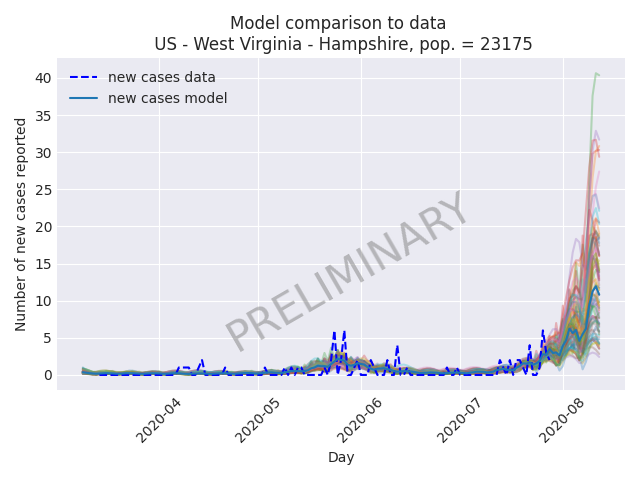 Model comparison to data
US - West Virginia - Hampshire, pop. = 23175
new cases data
new cases model
Number of new cases reported
40
35
30
25
20
15
10
5
0
PRELIMINARY
2020-04
2020-05
2020-06
2020-07
2020-08
Day